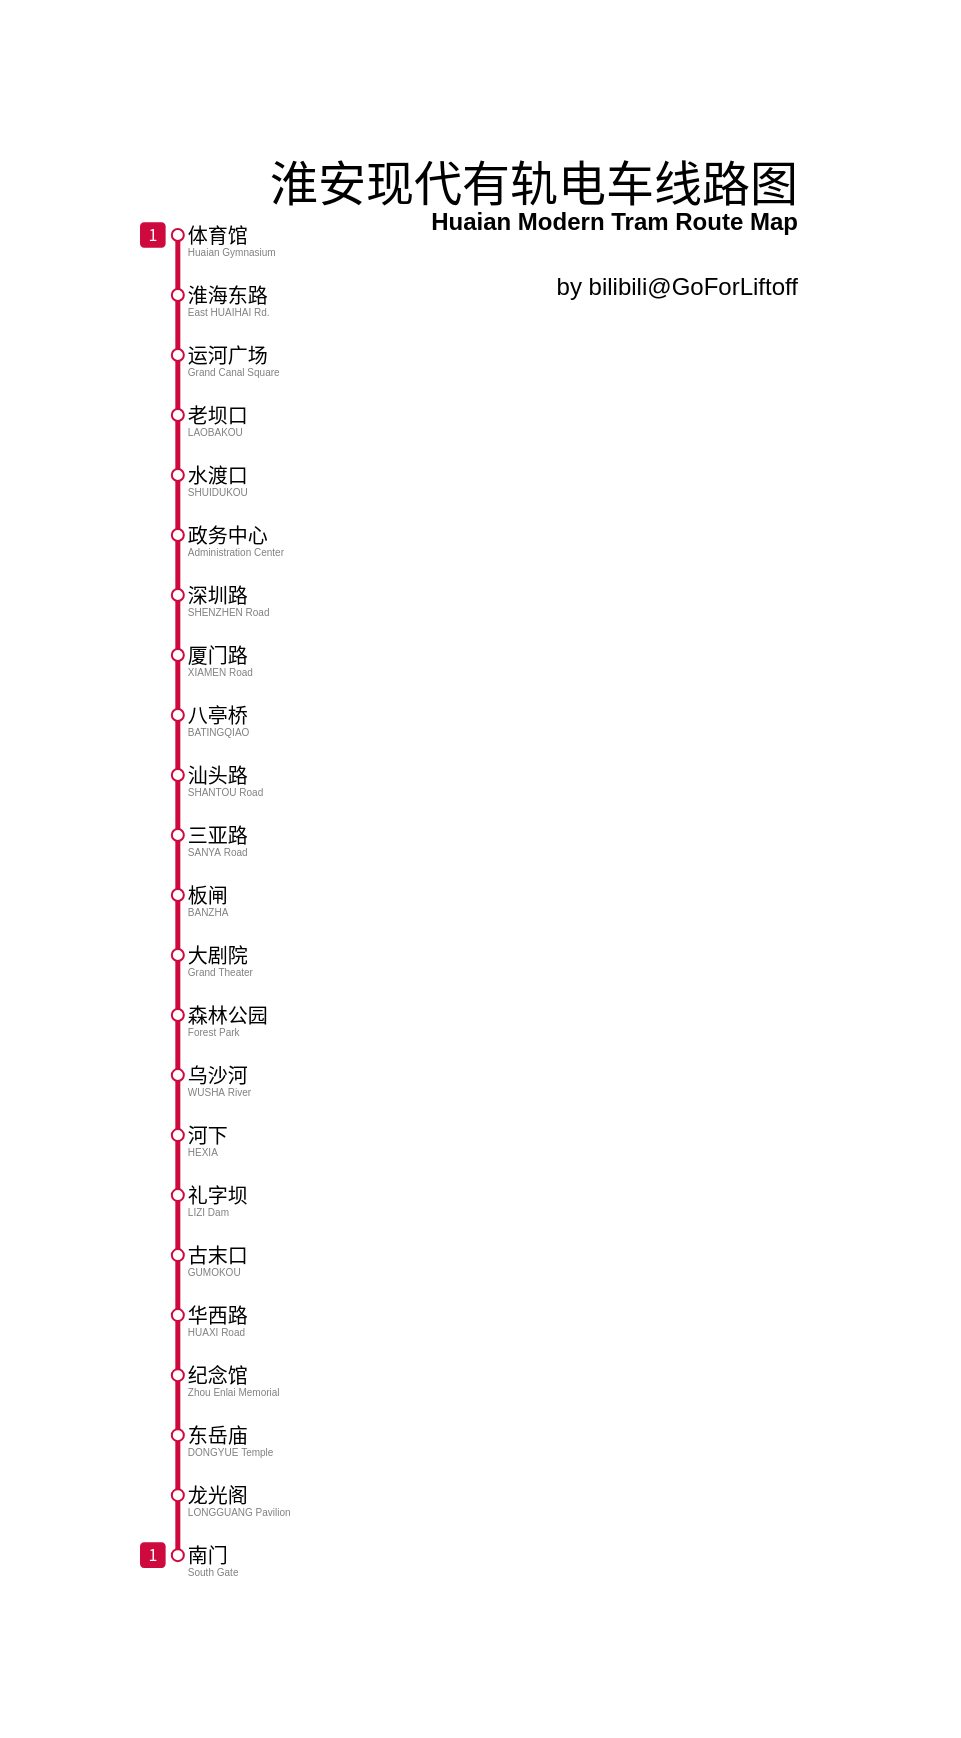 淮安现代有轨电车线路图
Huaian Modern Tram Route Map
by bilibili@GoForLiftoff
1
体育馆
Huaian Gymnasium
淮海东路
East HUAIHAI Rd.
运河广场
Grand Canal Square
老坝口
LAOBAKOU
水渡口
SHUIDUKOU
政务中心
Administration Center
深圳路
SHENZHEN Road
厦门路
XIAMEN Road
八亭桥
BATINGQIAO
汕头路
SHANTOU Road
三亚路
SANYA Road
板闸
BANZHA
大剧院
Grand Theater
森林公园
Forest Park
乌沙河
WUSHA River
河下
HEXIA
礼字坝
LIZI Dam
古末口
GUMOKOU
华西路
HUAXI Road
纪念馆
Zhou Enlai Memorial
东岳庙
DONGYUE Temple
龙光阁
LONGGUANG Pavilion
1
南门
South Gate